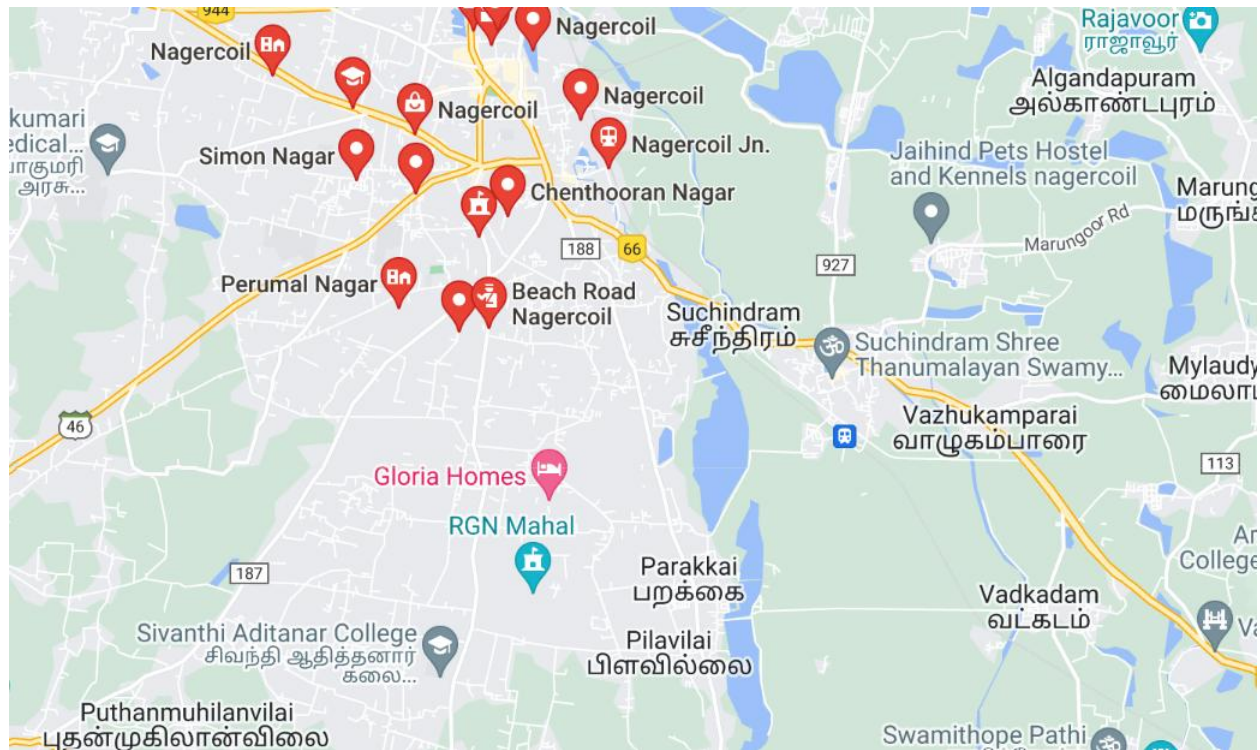 944
Nagercoil
Nagercoil
Rajavoor
ராஜாவூர்
Nagercoil
Algandapuram
அல்காண்டபுரம்
Nagercoil
kumari
edical...
பாகுமரி
அரசு...
Simon Nagar
Nagercoil Jn.
Jaihind Pets Hostel
and Kennels nagercoil
Chenthooran Nagar
Marung
மருங்க
Marungoor Rd
188
66
927
Perumal Nagar
Beach Road
Nagercoil
Suchindram
சுசீந்திரம்
Suchindram Shree
Thanumalayan Swamy...
Mylaudy
மைலாட
46
Vazhukamparai
வாழுகம்பாரை
113
Gloria Homes
RGN Mahal
College
187
Parakkai
பறக்கை
Vadkadam
வட்கடம்
Sivanthi Aditanar College
சிவந்தி ஆதித்தனார்
கலை...
Pilavilai
பிளவில்லை
Va
Puthanmuhilanvilai
புதன்முகிலான்விலை
Swamithope Pathi